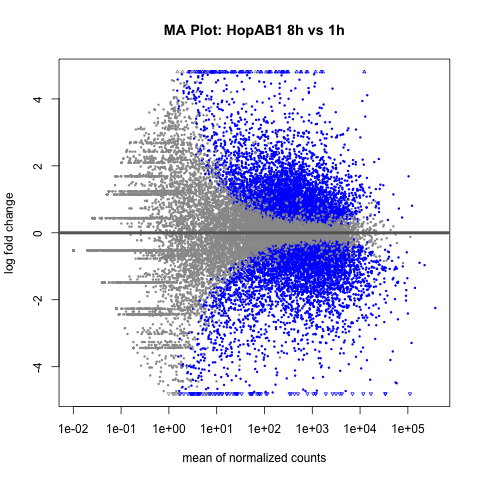 MA Plot: HopAB1 8h vs 1h
log fold change
4
2
0
-2
-4
1e-02 1e-01 1e+00 1e+01 1e+02 1e+03 1e+04 1e+05
mean of normalized counts